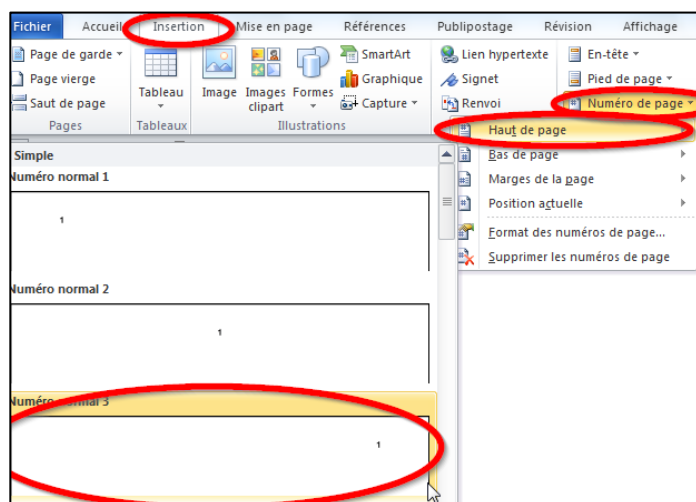 Fichier Accueil Insertion Mise en page Références Publipostage Révision Affichage
Page de garde
Page vierge
Saut de page
Pages
Tableau
Tableaux
Image Images clipart Formes
SmartArt
Graphique
Capture
Illustrations
Lien hypertexte
Signet
Renvoi
En-tête
Pied de page
Numéro de page
Haut de page
Bas de page
Marges de la page
Position actuelle
Format des numéros de page...
Supprimer les numéros de page
Simple
Numéro normal 1
1
Numéro normal 2
1
Numéro normal 3
1